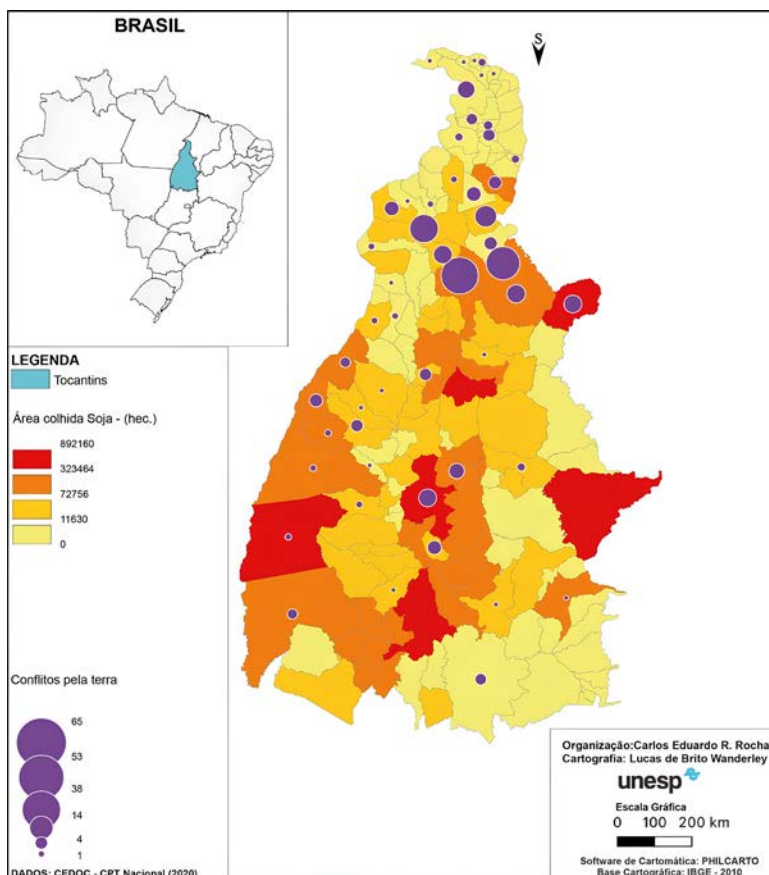 BRASIL
S
LEGENDA
Tocantins
Área colhida Soja - (hec.)
892160
323464
72756
11630
0
Conflitos pela terra
65
53
38
14
4
1
DADOS: CEDOC - CPT Nacional (2020)
Organização:Carlos Eduardo R. Rocha
Cartografia: Lucas de Brito Wanderley
unesp
Escala Gráfica
0 100 200 km
Software de Cartomática: PHILCARTO
Base Cartográfica: IBGE - 2010